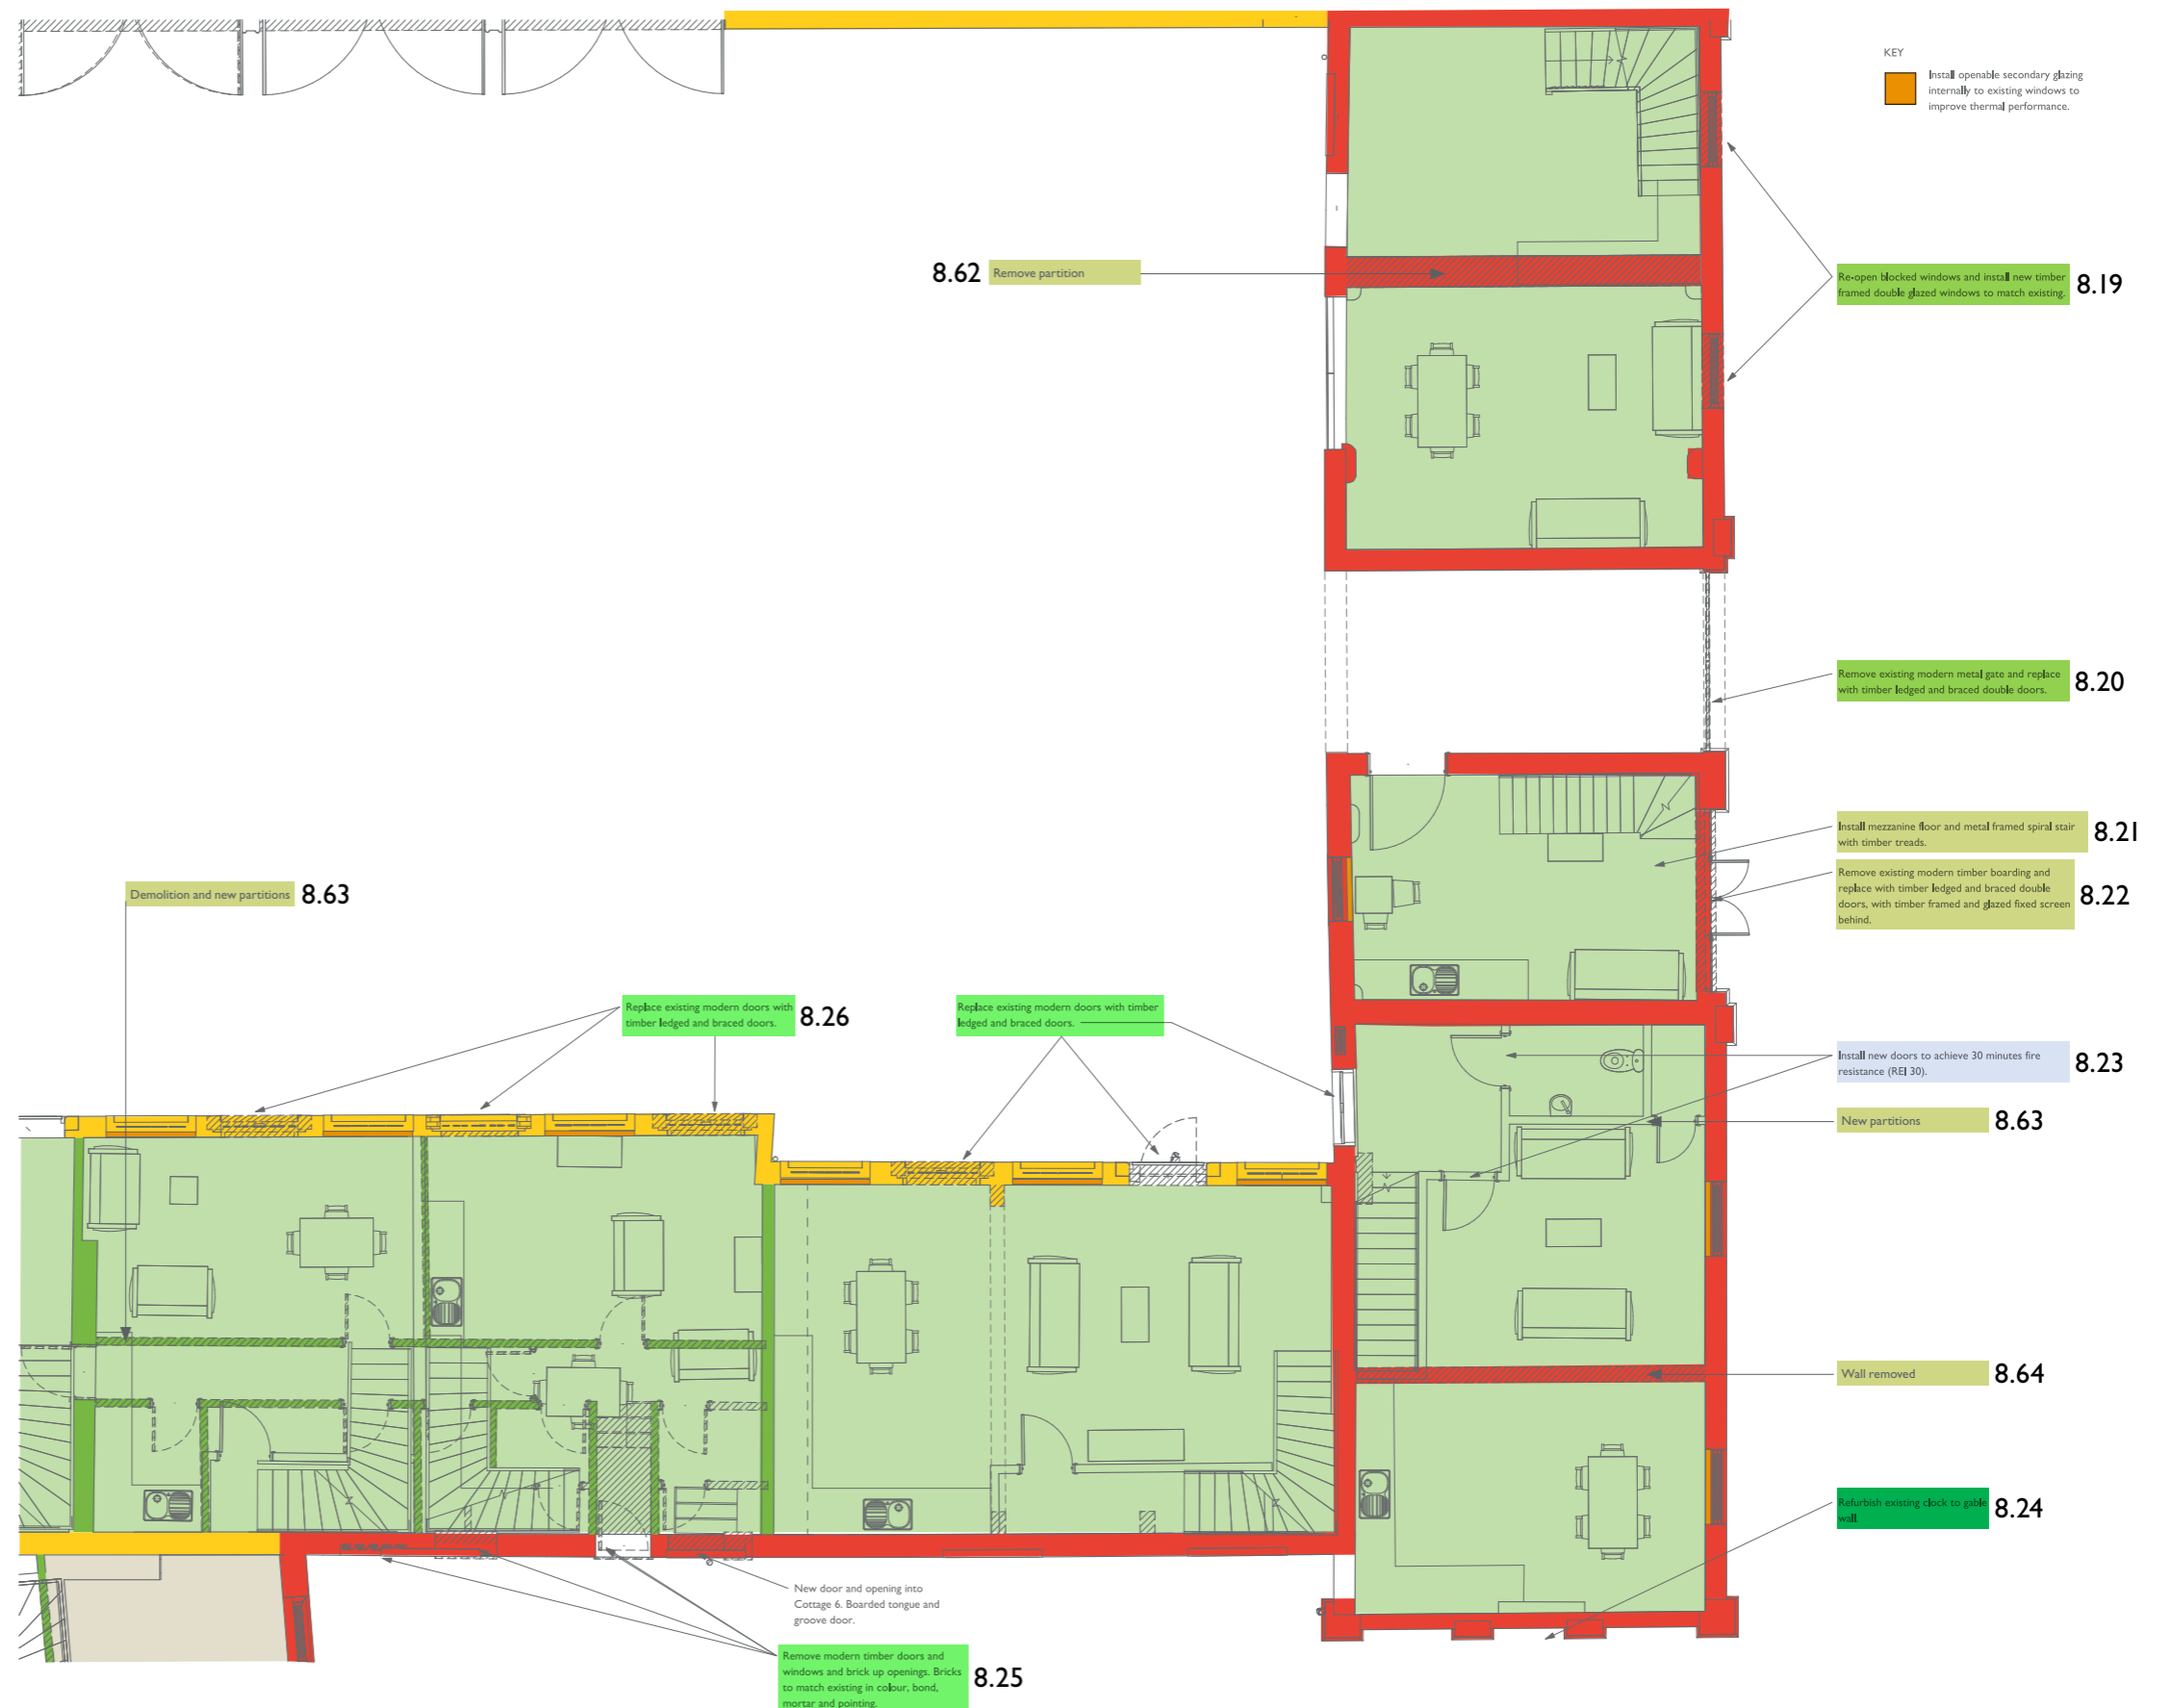 KEY
Install openable secondary glazing
internally to existing windows to
improve thermal performance.
8.62
Remove partition
Re-open blocked windows and install new timber
framed double glazed windows to match existing.
8.19
Remove existing modern metal gate and replace
with timber ledged and braced double doors.
8.20
Install mezzanine floor and metal framed spiral stair
with timber treads.
8.21
Remove existing modern timber boarding and
replace with timber ledged and braced double
doors, with timber framed and glazed fixed screen
behind.
8.22
Demolition and new partitions
8.63
Replace existing modern doors with
timber ledged and braced doors.
8.26
Replace existing modern doors with timber
ledged and braced doors.
Install new doors to achieve 30 minutes fire
resistance (REI 30).
8.23
New partitions
8.63
Wall removed
8.64
Refurbish existing clock to gable
wall.
8.24
New door and opening into
Cottage 6. Boarded tongue and
groove door.
Remove modern timber doors and
windows and brick up openings. Bricks
to match existing in colour, bond,
mortar and pointing.
8.25